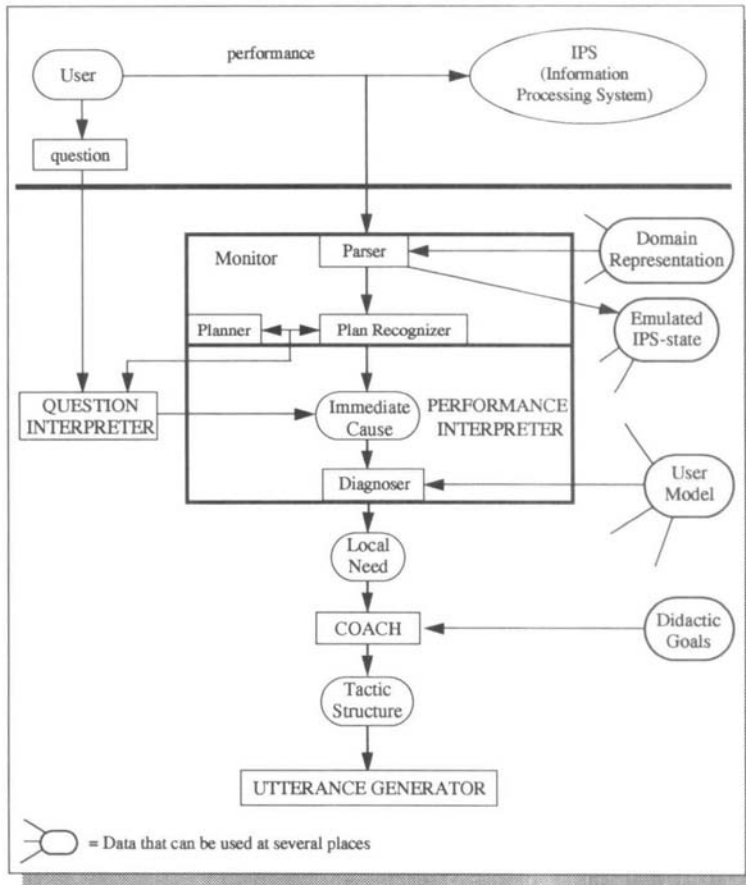 performance
User
IPS
(Information
Processing System)
question
Monitor
Parser
Domain
Representation
Planner
Plan Recognizer
Emulated
IPS-state
QUESTION
INTERPRETER
Immediate
Cause
PERFORMANCE
INTERPRETER
Diagnoser
User
Model
Local
Need
COACH
Didactic
Goals
Tactic
Structure
UTTERANCE GENERATOR
= Data that can be used at several places